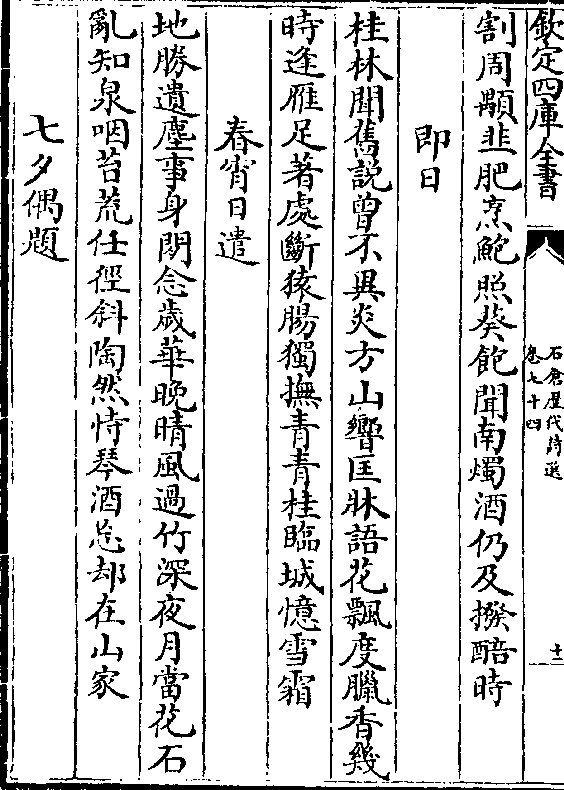 欽定四庫全書
石倉歷代詩選
卷七十四
十二
割周顒韭肥烹鮑照葵飽聞南燭酒仍及撥醅時
即日
桂林聞舊說曾不異炎方山響匡牀語花飄度臘香幾
時逢雁足著處斷猿腸獨撫青青桂臨城憶雪霜
春宵日遣
地勝遺塵事身閑念歲華晚晴風過竹深夜月當花石
亂知泉咽苔荒任徑斜陶然恃琴酒忘却在山家
七夕偶題